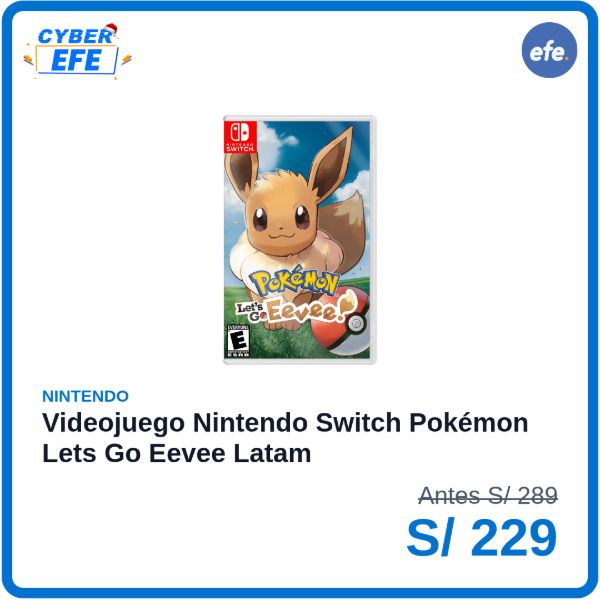 CYBER
EFE
efe.
NINTENDO
SWITCH
POKÉMON
Let's
Go
Eevee!
EVERYONE
E
ESRB
NINTENDO
Videojuego Nintendo Switch Pokémon
Lets Go Eevee Latam
Antes S/ 289
S/ 229